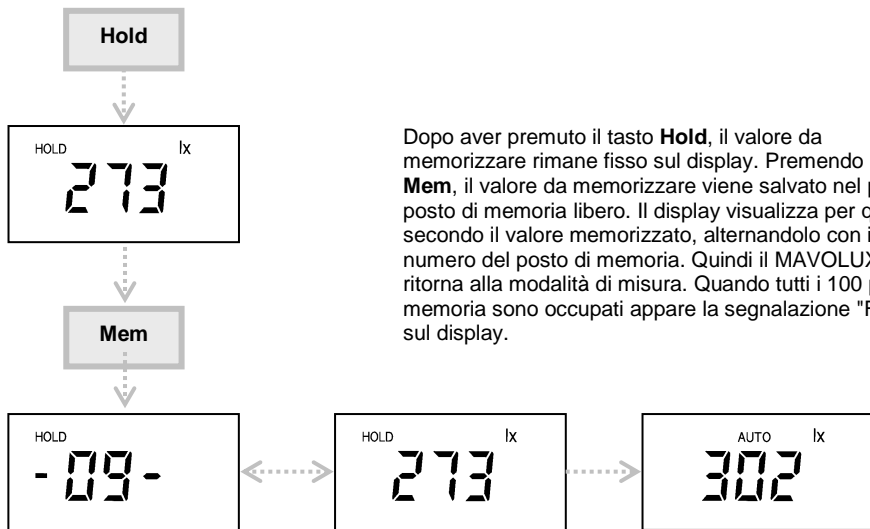 Hold
HOLD lx
273
Dopo aver premuto il tasto Hold, il valore da
memorizzare rimane fisso sul display. Premendo
Mem, il valore da memorizzare viene salvato nel
posto di memoria libero. Il display visualizza per
secondo il valore memorizzato, alternandolo con
numero del posto di memoria. Quindi il MAVOLUX
ritorna alla modalità di misura. Quando tutti i 100
memoria sono occupati appare la segnalazione
sul display.
Mem
HOLD
-09-
HOLD lx
273
AUTO lx
302